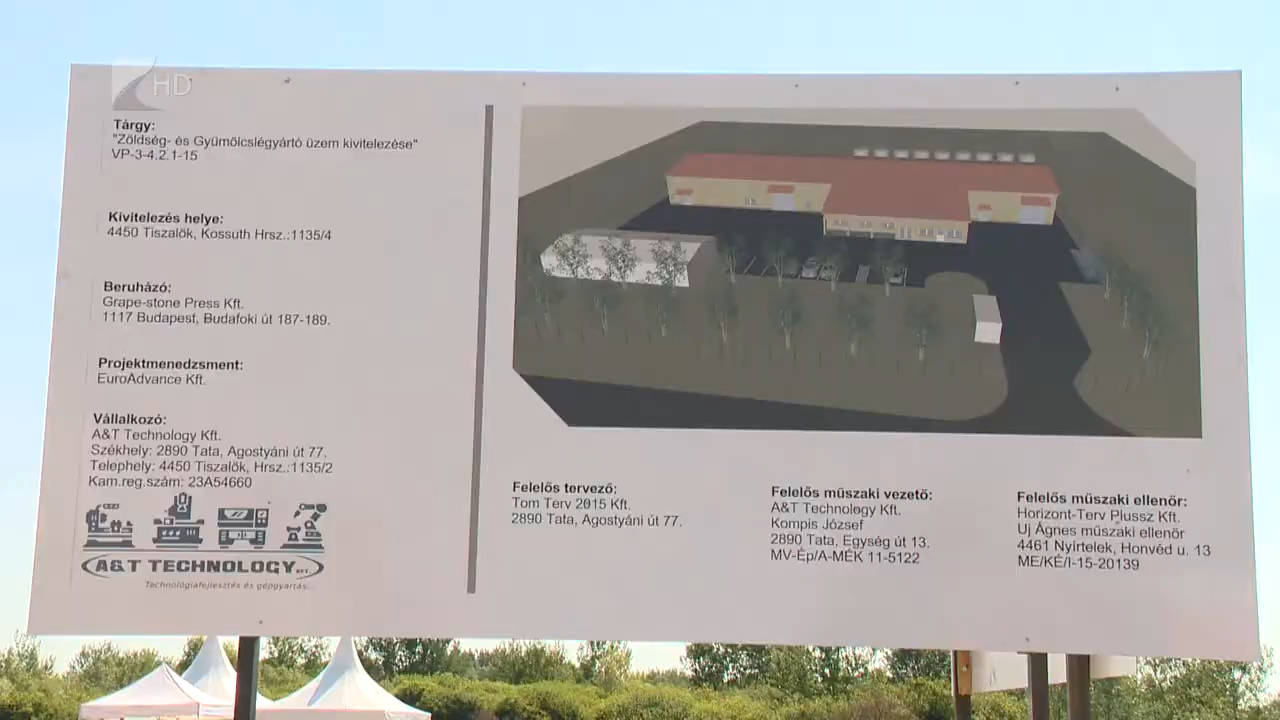 HD
Tárgy:
"Zöldség- és Gyümölcslégyártó üzem kivitelezése"
VP-3-4.2.1-15
Kivitelezés helye:
4450 Tiszalök, Kossuth Hrsz.:1135/4
Beruházó:
Grape-stone Press Kft.
1117 Budapest, Budafoki út 187-189.
Projektmenedzsment:
EuroAdvance Kft.
Vállalkozó:
A&T Technology Kft.
Székhely: 2890 Tata, Agostyáni út 77.
Telephely: 4450 Tiszalök, Hrsz.:1135/2
Kam.reg.szám: 23A54660
A&T TECHNOLOGY KFT.
Technológiafejlesztés és gépgyártás...
Felelős tervező:
Tom Terv 2015 Kft.
2890 Tata, Agostyáni út 77.
Felelős műszaki vezető:
A&T Technology Kft.
Kompis József
2890 Tata, Egység út 13.
MV-Ép/A-MÉK 11-5122
Felelős műszaki ellenőr:
Horizont-Terv Plussz Kft.
Uj Ágnes műszaki ellenőr
4461 Nyírtelek, Honvéd u. 13
ME/KÉ/I-15-20139